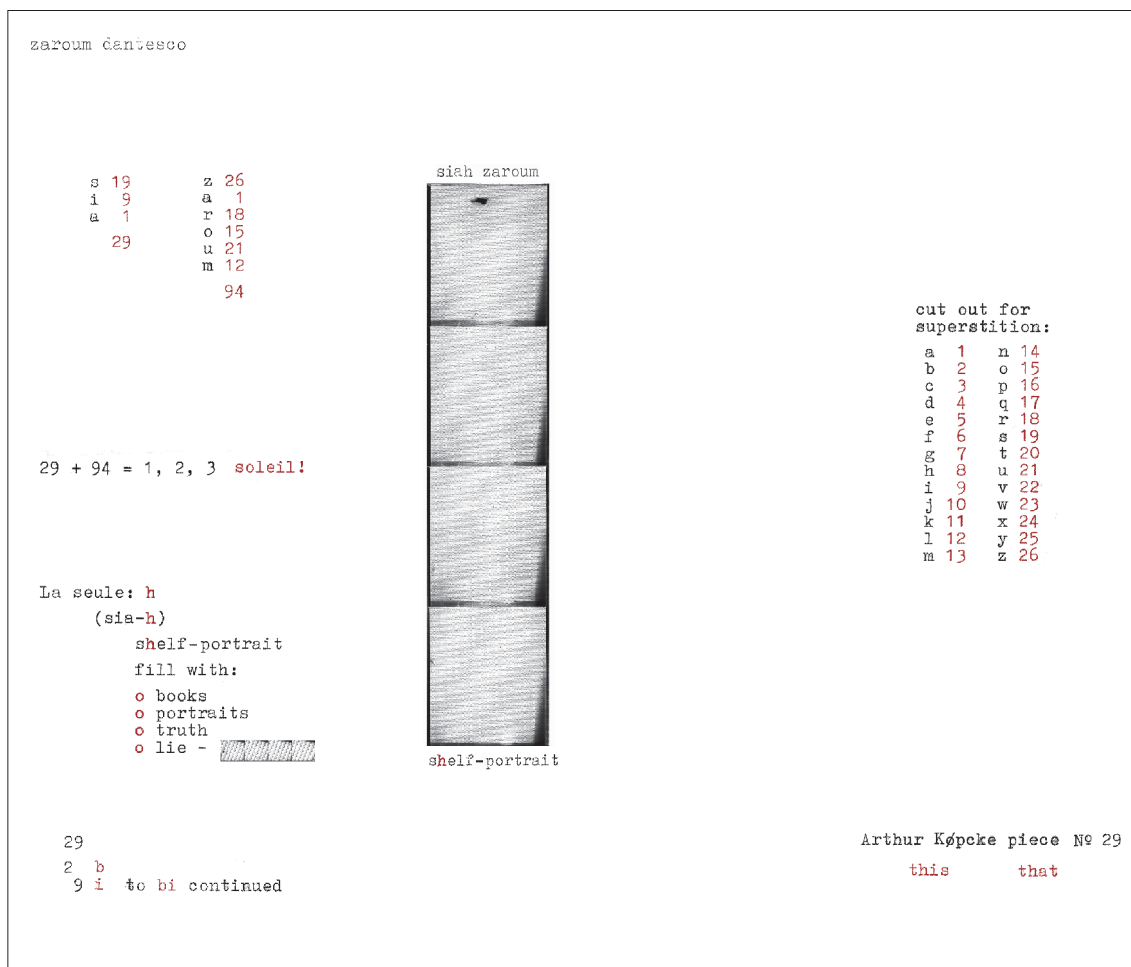 zaroum dantesco
s 19
i 9
a 1
29
z 26
a 1
r 18
o 15
u 21
m 12
94
siah zaroum
shelf-portrait
29 + 94 = 1, 2, 3 soleil!
La seule: h
(sia-h)
shelf-portrait
fill with:
o books
o portraits
o truth
o lie -
29
2 b
9 i to bi continued
cut out for
superstition:
a 1 n 14
b 2 o 15
c 3 p 16
d 4 q 17
e 5 r 18
f 6 s 19
g 7 t 20
h 8 u 21
i 9 v 22
j 10 w 23
k 11 x 24
l 12 y 25
m 13 z 26
Arthur Køpcke piece Nº 29
this that